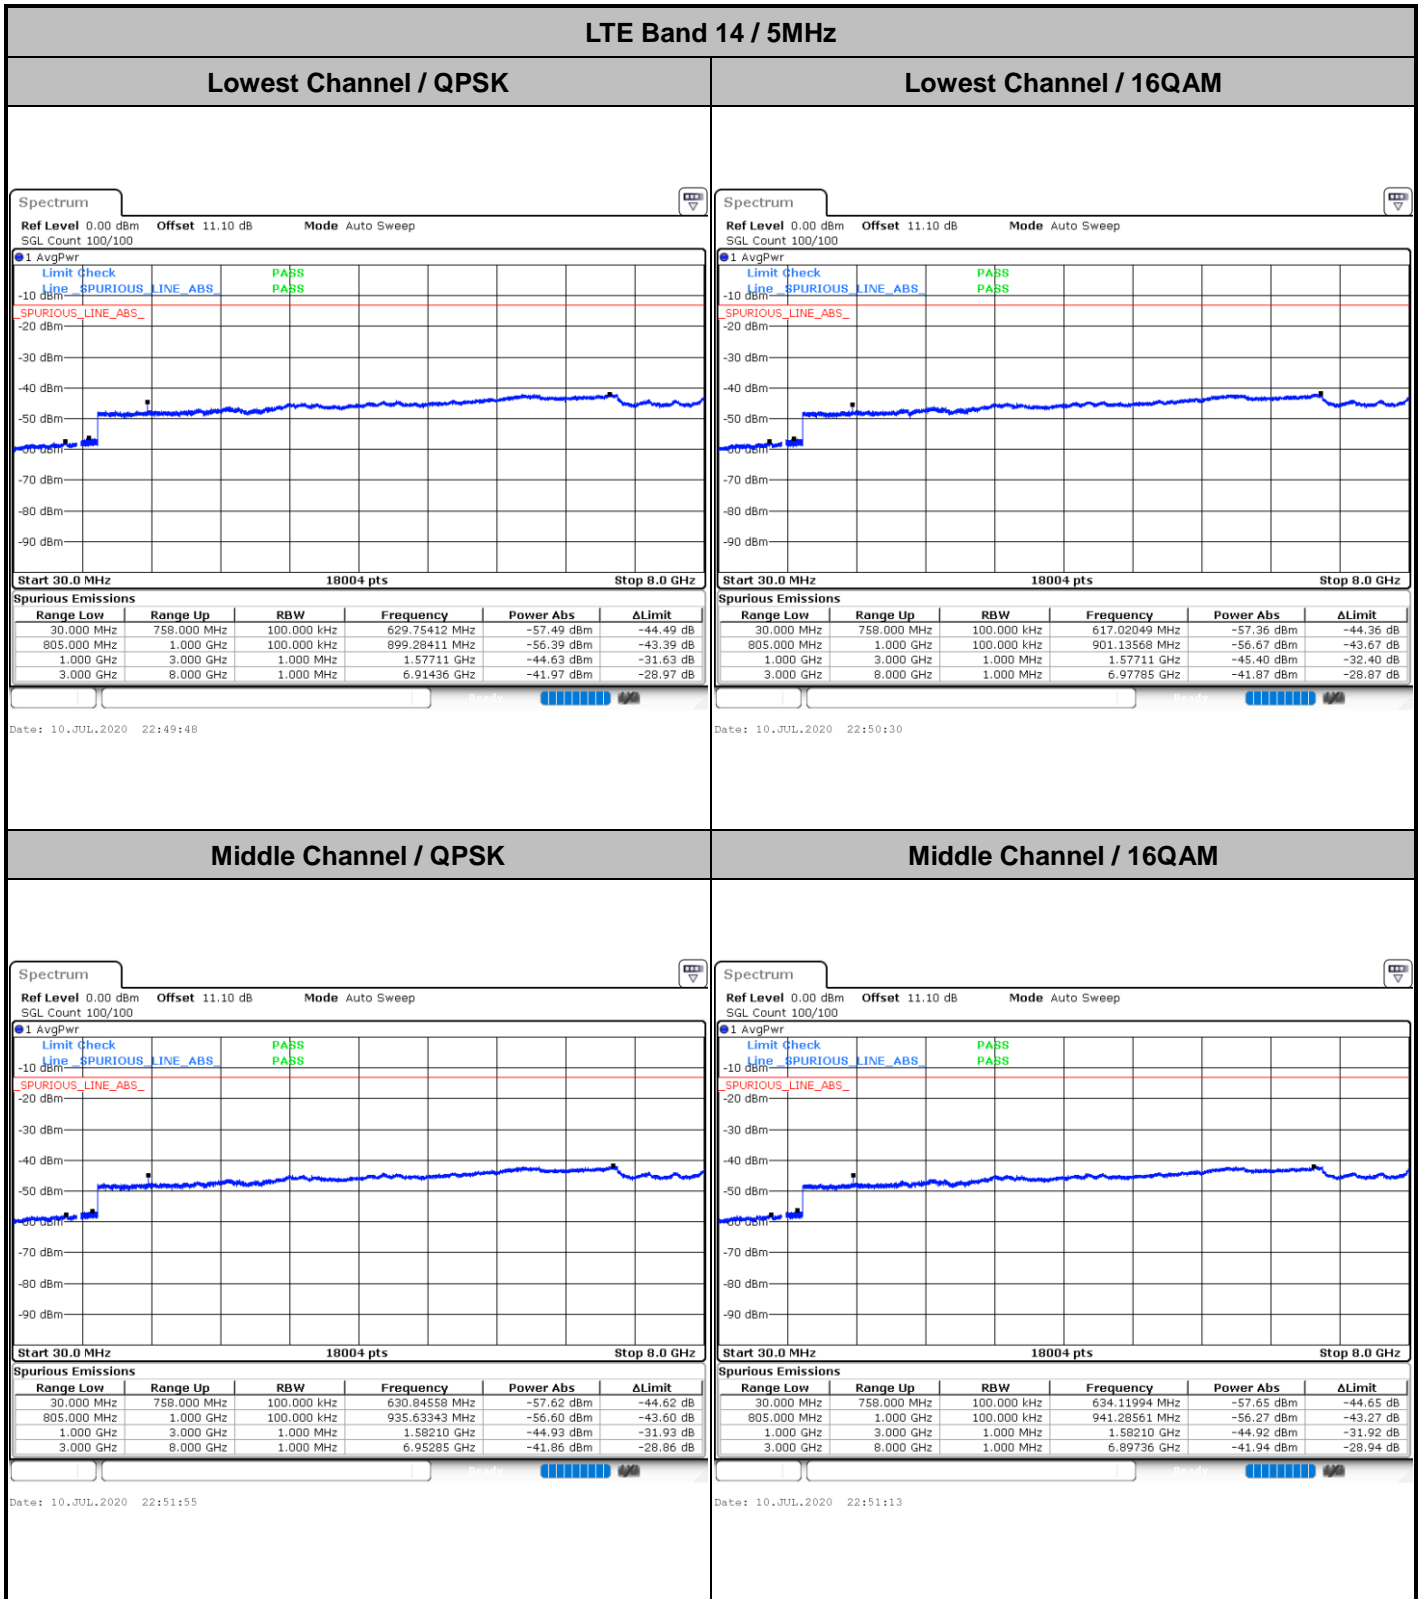 LTE Band 14 / 5MHz
Lowest Channel / QPSK
Lowest Channel / 16QAM
Spectrum
Ref Level 0.00 dBm Offset 11.10 dB Mode Auto Sweep
SGL Count 100/100
1 AvgPwr
Limit Check PASS
Line _SPURIOUS_LINE_ABS_ PASS
-10 dBm
_SPURIOUS_LINE_ABS_
-20 dBm
-30 dBm
-40 dBm
-50 dBm
-60 dBm
-70 dBm
-80 dBm
-90 dBm
Start 30.0 MHz 18004 pts Stop 8.0 GHz
Spurious Emissions
Range Low Range Up RBW Frequency Power Abs ΔLimit
30.000 MHz 758.000 MHz 100.000 kHz 629.75412 MHz -57.49 dBm -44.49 dB
805.000 MHz 1.000 GHz 100.000 kHz 899.28411 MHz -56.39 dBm -43.39 dB
1.000 GHz 3.000 GHz 1.000 MHz 1.57711 GHz -44.63 dBm -31.63 dB
3.000 GHz 8.000 GHz 1.000 MHz 6.91436 GHz -41.97 dBm -28.97 dB
Ready
Date: 10.JUL.2020 22:49:48
Spectrum
Ref Level 0.00 dBm Offset 11.10 dB Mode Auto Sweep
SGL Count 100/100
1 AvgPwr
Limit Check PASS
Line _SPURIOUS_LINE_ABS_ PASS
-10 dBm
_SPURIOUS_LINE_ABS_
-20 dBm
-30 dBm
-40 dBm
-50 dBm
-60 dBm
-70 dBm
-80 dBm
-90 dBm
Start 30.0 MHz 18004 pts Stop 8.0 GHz
Spurious Emissions
Range Low Range Up RBW Frequency Power Abs ΔLimit
30.000 MHz 758.000 MHz 100.000 kHz 617.02049 MHz -57.36 dBm -44.36 dB
805.000 MHz 1.000 GHz 100.000 kHz 901.13568 MHz -56.67 dBm -43.67 dB
1.000 GHz 3.000 GHz 1.000 MHz 1.57711 GHz -45.40 dBm -32.40 dB
3.000 GHz 8.000 GHz 1.000 MHz 6.97785 GHz -41.87 dBm -28.87 dB
Ready
Date: 10.JUL.2020 22:50:30
Middle Channel / QPSK
Middle Channel / 16QAM
Spectrum
Ref Level 0.00 dBm Offset 11.10 dB Mode Auto Sweep
SGL Count 100/100
1 AvgPwr
Limit Check PASS
Line _SPURIOUS_LINE_ABS_ PASS
-10 dBm
_SPURIOUS_LINE_ABS_
-20 dBm
-30 dBm
-40 dBm
-50 dBm
-60 dBm
-70 dBm
-80 dBm
-90 dBm
Start 30.0 MHz 18004 pts Stop 8.0 GHz
Spurious Emissions
Range Low Range Up RBW Frequency Power Abs ΔLimit
30.000 MHz 758.000 MHz 100.000 kHz 630.84558 MHz -57.62 dBm -44.62 dB
805.000 MHz 1.000 GHz 100.000 kHz 935.63343 MHz -56.60 dBm -43.60 dB
1.000 GHz 3.000 GHz 1.000 MHz 1.58210 GHz -44.93 dBm -31.93 dB
3.000 GHz 8.000 GHz 1.000 MHz 6.95285 GHz -41.86 dBm -28.86 dB
Ready
Date: 10.JUL.2020 22:51:55
Spectrum
Ref Level 0.00 dBm Offset 11.10 dB Mode Auto Sweep
SGL Count 100/100
1 AvgPwr
Limit Check PASS
Line _SPURIOUS_LINE_ABS_ PASS
-10 dBm
_SPURIOUS_LINE_ABS_
-20 dBm
-30 dBm
-40 dBm
-50 dBm
-60 dBm
-70 dBm
-80 dBm
-90 dBm
Start 30.0 MHz 18004 pts Stop 8.0 GHz
Spurious Emissions
Range Low Range Up RBW Frequency Power Abs ΔLimit
30.000 MHz 758.000 MHz 100.000 kHz 634.11994 MHz -57.65 dBm -44.65 dB
805.000 MHz 1.000 GHz 100.000 kHz 941.28561 MHz -56.27 dBm -43.27 dB
1.000 GHz 3.000 GHz 1.000 MHz 1.58210 GHz -44.92 dBm -31.92 dB
3.000 GHz 8.000 GHz 1.000 MHz 6.89736 GHz -41.94 dBm -28.94 dB
Ready
Date: 10.JUL.2020 22:51:13